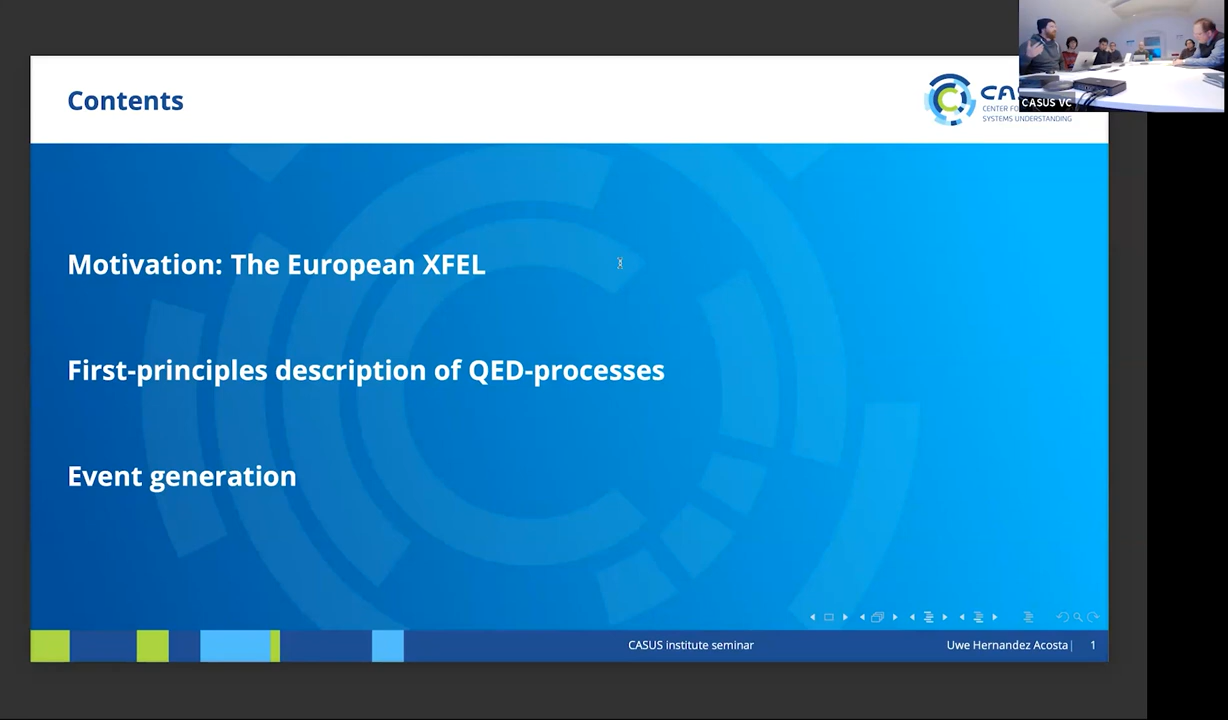 Contents
CAS
CENTER FO
SYSTEMS UNDERSTANDING
CASUS VC
Motivation: The European XFEL
First-principles description of QED-processes
Event generation
CASUS institute seminar
Uwe Hernandez Acosta|
1